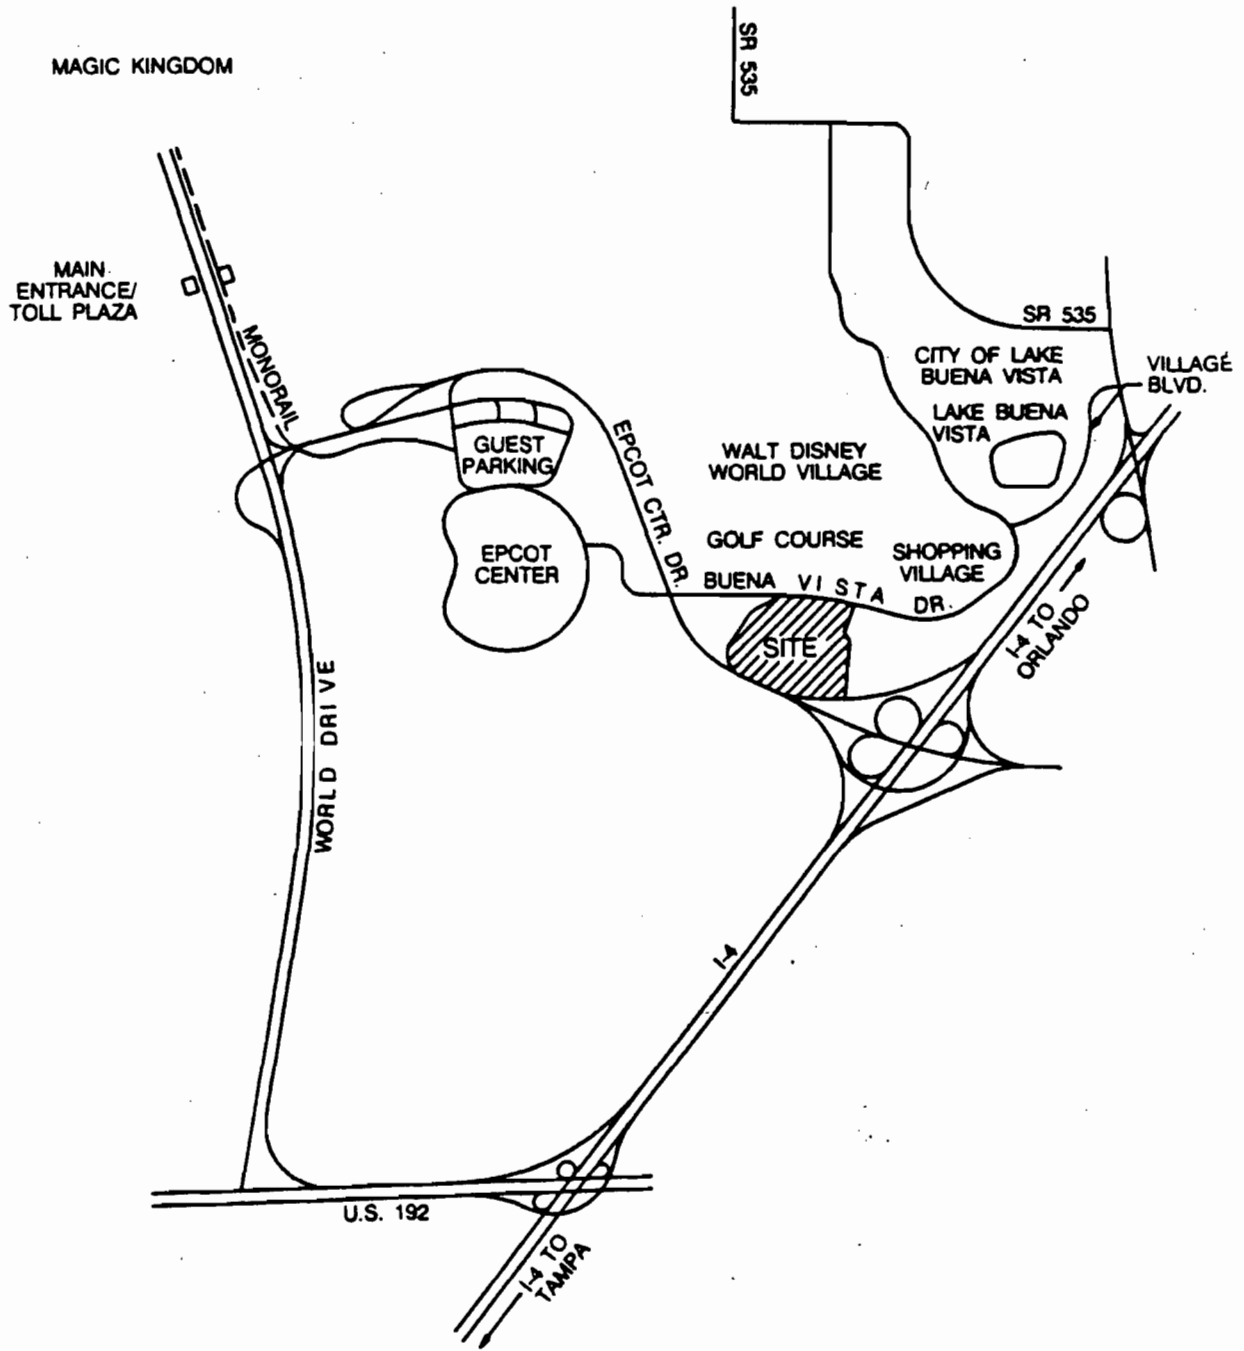 SR 535
MAGIC KINGDOM
MAIN
ENTRANCE/
TOLL PLAZA
MONORAIL
SR 535
CITY OF LAKE
BUENA VISTA
VILLAGE
BLVD.
LAKE BUENA
VISTA
GUEST
PARKING
EPCOT CTR. DR.
WALT DISNEY
WORLD VILLAGE
GOLF COURSE
SHOPPING
VILLAGE
EPCOT
CENTER
BUENA VISTA DR.
SITE
I-4 TO
ORLANDO
WORLD DRIVE
I-4
U.S. 192
I-4 TO
TAMPA